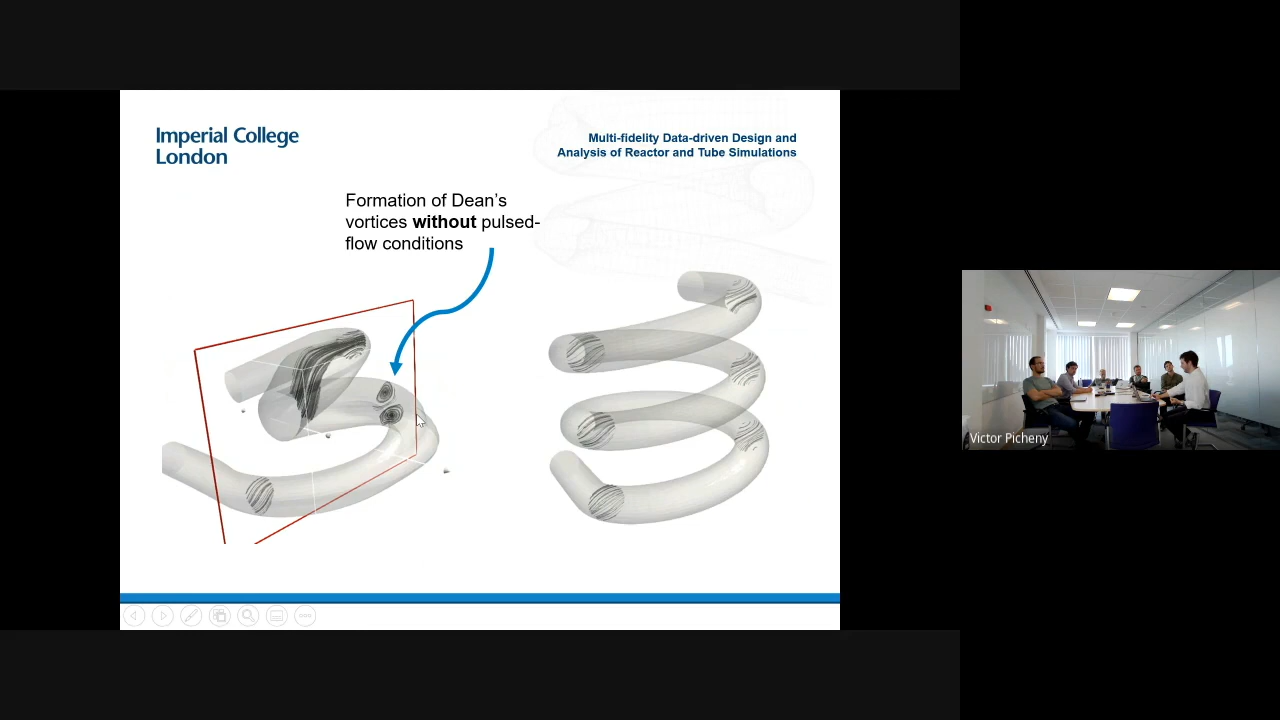 Imperial College
London
Multi-fidelity Data-driven Design and
Analysis of Reactor and Tube Simulations
Formation of Dean’s
vortices without pulsed-
flow conditions
Victor Picheny